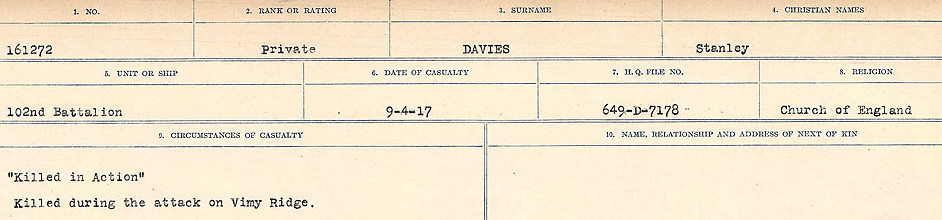 1. NO. 2. RANK OR RATING 3. SURNAME 4. CHRISTIAN NAMES
161272 Private DAVIES Stanley
5. UNIT OR SHIP 6. DATE OF CASUALTY 7. H.Q. FILE NO. 8. RELIGION
102nd Battalion 9-4-17 649-D-7178 Church of England
9. CIRCUMSTANCES OF CASUALTY 10. NAME, RELATIONSHIP AND ADDRESS OF NEXT OF KIN
"Killed in Action"
Killed during the attack on Vimy Ridge.